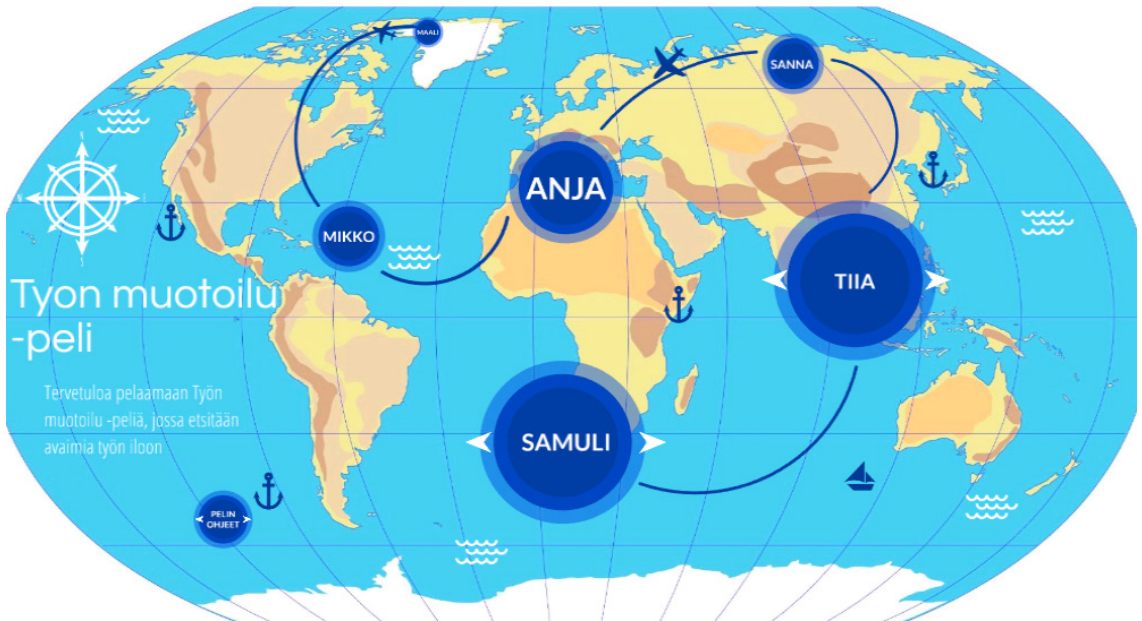 MAALI
SANNA
ANJA
MIKKO
TIIA
Tyon muotoilu
-peli
Tervetuloa pelaamaan Työn
muotoilu -peliä, jossa etsitään
avaimia työn iloon
SAMULI
PELIN
OHJEET